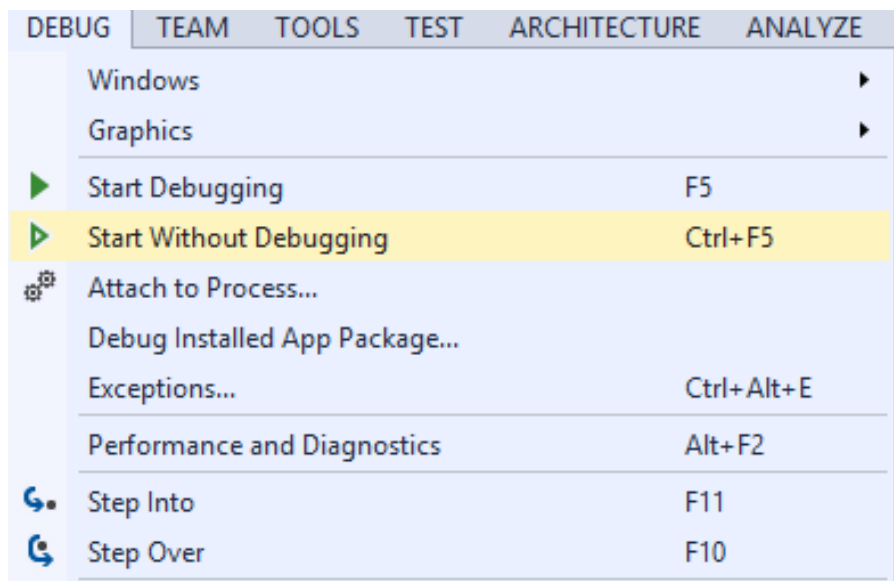 DEBUG TEAM TOOLS TEST ARCHITECTURE ANALYZE
Windows
Graphics
Start Debugging F5
Start Without Debugging Ctrl+F5
Attach to Process...
Debug Installed App Package...
Exceptions... Ctrl+Alt+E
Performance and Diagnostics Alt+F2
Step Into F11
Step Over F10